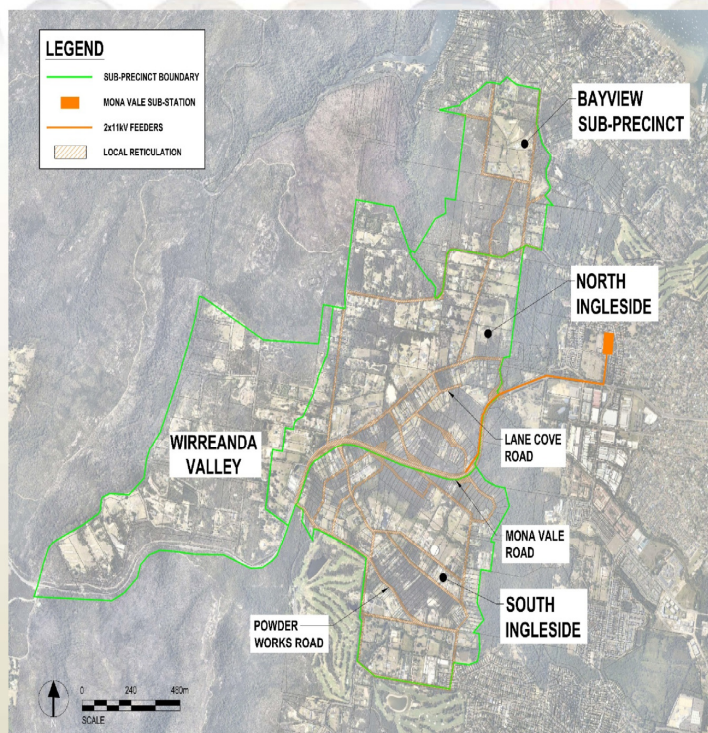 LEGEND
SUB-PRECINCT BOUNDARY
MONA VALE SUB-STATION
2x11kV FEEDERS
LOCAL RETICULATION
BAYVIEW
SUB-PRECINCT
NORTH
INGLESIDE
WIRREANDA
VALLEY
LANE COVE
ROAD
MONA VALE
ROAD
POWDER
WORKS ROAD
SOUTH
INGLESIDE
N
0 240 480m
SCALE